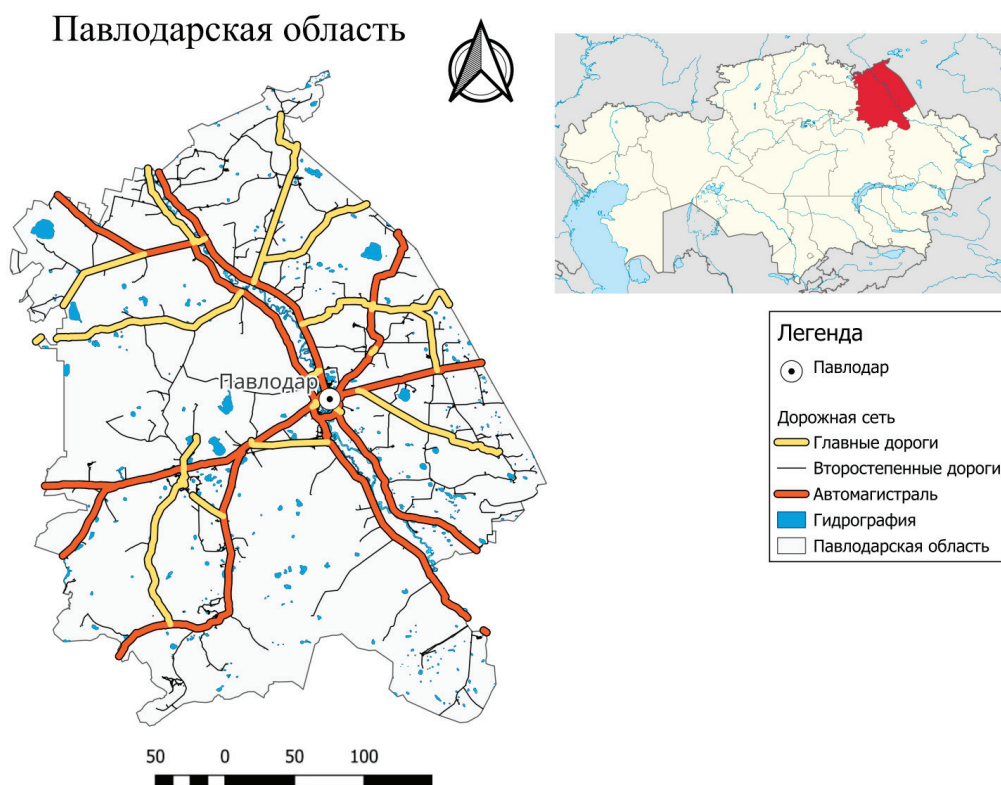 Павлодарская область
Павлодар
Легенда
Павлодар
Дорожная сеть
Главные дороги
Второстепенные дороги
Автомагистраль
Гидрография
Павлодарская область
50 0 50 100